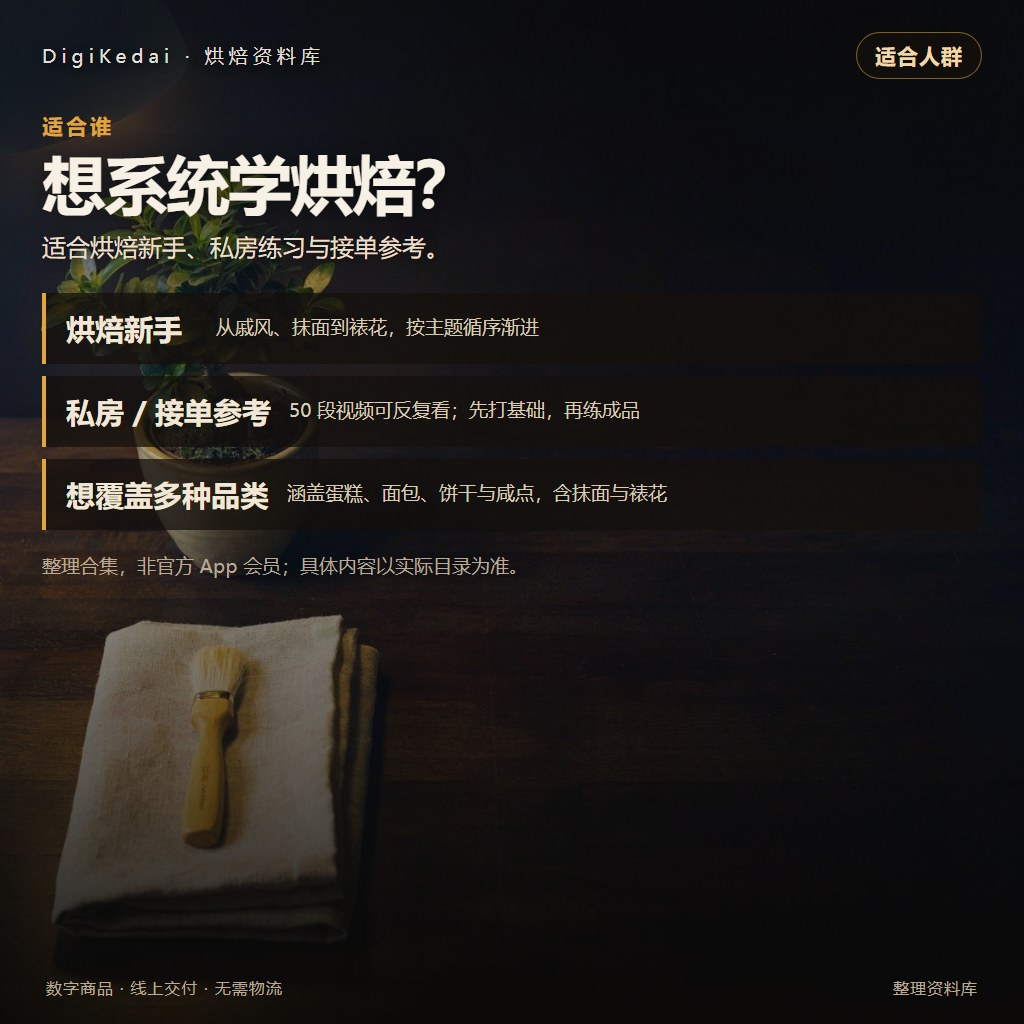 DigiKedai · 烘焙资料库
适合人群
适合谁
想系统学烘焙？
适合烘焙新手、私房练习与接单参考。
烘焙新手 从戚风、抹面到裱花，按主题循序渐进
私房 / 接单参考 50 段视频可反复看；先打基础，再练成品
想覆盖多种品类 涵盖蛋糕、面包、饼干与咸点，含抹面与裱花
整理合集，非官方 App 会员；具体内容以实际目录为准。
数字商品 · 线上交付 · 无需物流
整理资料库